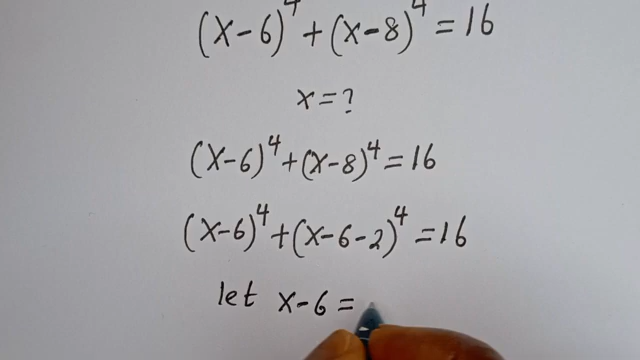 (x-6)⁴+(x-8)⁴=16
x=?
(x-6)⁴+(x-8)⁴=16
(x-6)⁴+(x-6-2)⁴=16
let x-6=